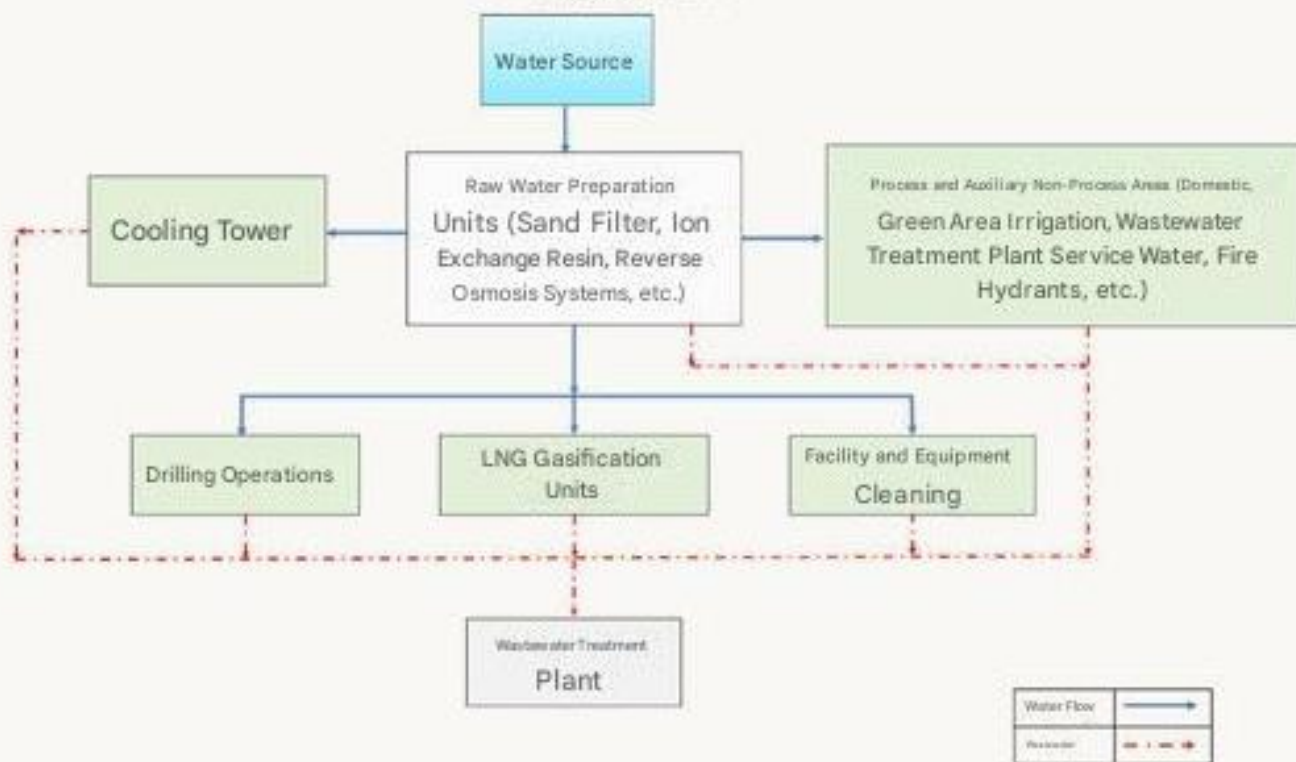 Water Source
Raw Water Preparation
Units (Sand Filter, Ion
Exchange Resin, Reverse
Osmosis Systems, etc.)
Cooling Tower
Process and Auxiliary Non-Process Areas (Domestic,
Green Area Irrigation, Wastewater
Treatment Plant Service Water, Fire
Hydrants, etc.)
Drilling Operations
LNG Gasification
Units
Facility and Equipment
Cleaning
Wastewater Treatment
Plant
Water Flow
Wastewater